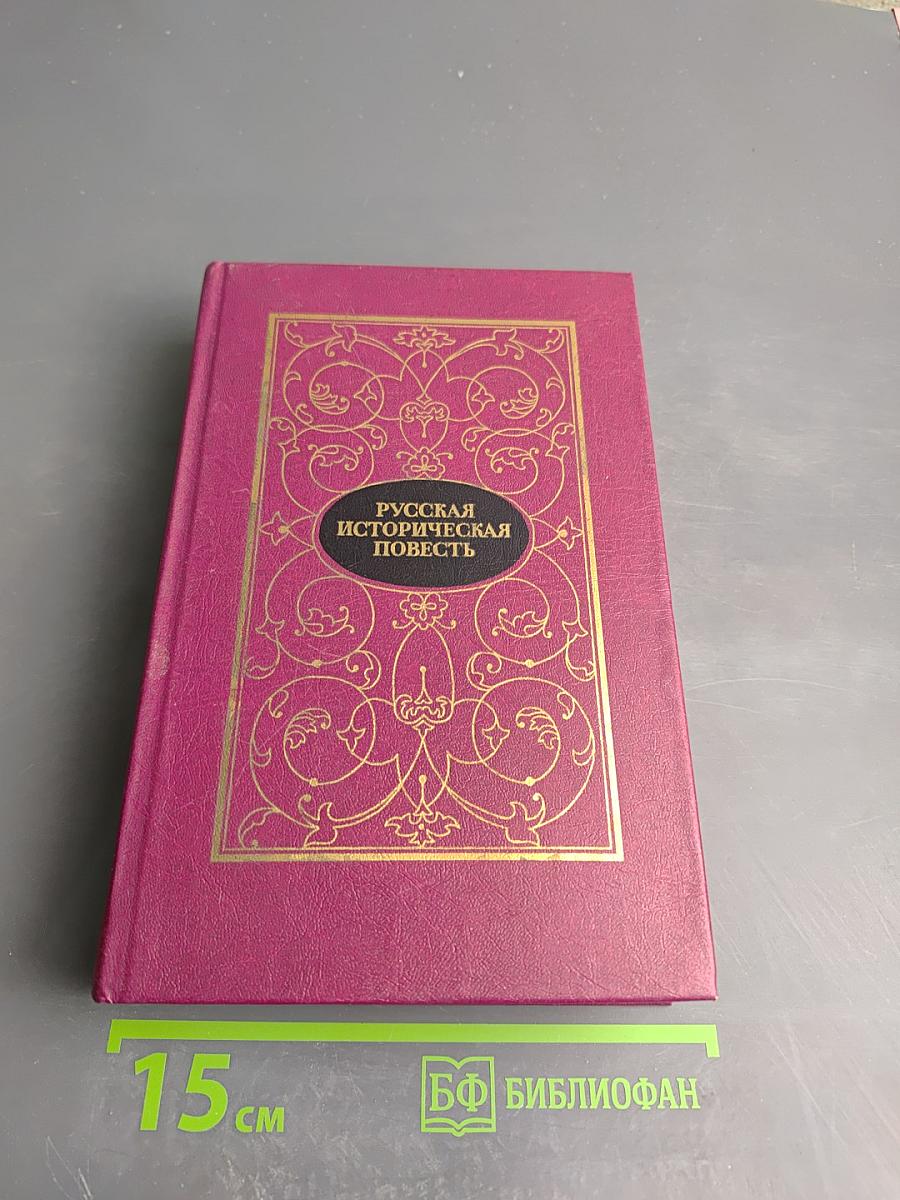 РУССКАЯ
ИСТОРИЧЕСКАЯ
ПОВЕСТЬ
15 см
БФ БИБЛИОФАН